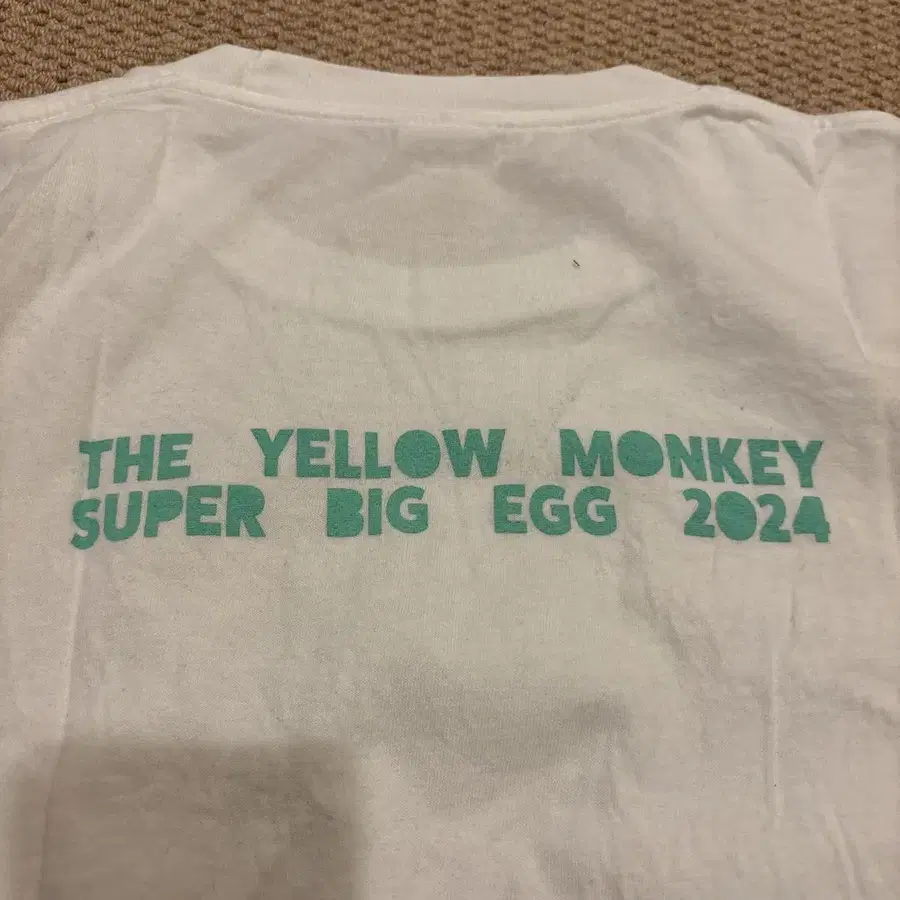 THE YELLOW MONKEY
SUPER BIG EGG 2024